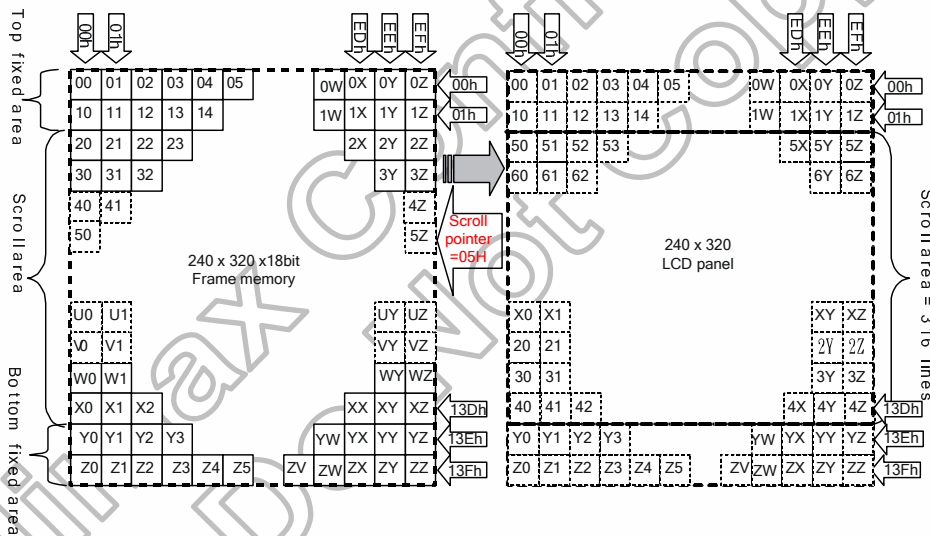 00h 01h EDh EEh EFh 00h 01h EDh EEh EFh
Top fixed area
00 01 02 03 04 05 0W 0X 0Y 0Z 00h 00 01 02 03 04 05 0W 0X 0Y 0Z 00h
10 11 12 13 14 1W 1X 1Y 1Z 01h 10 11 12 13 14 1W 1X 1Y 1Z 01h
20 21 22 23 2X 2Y 2Z 50 51 52 53 5X 5Y 5Z
30 31 32 3Y 3Z 60 61 62 6Y 6Z
Scroll area
40 41 4Z
50 5Z
Scroll
pointer
=05H
240 x 320 x18bit
Frame memory
240 x 320
LCD panel
Scroll area = 316 lines
U0 U1 UY UZ X0 X1 XY XZ
V0 V1 VY VZ 20 21 2Y 2Z
W0 W1 WY WZ 30 31 3Y 3Z
X0 X1 X2 XX XY XZ 13Dh 40 41 42 4X 4Y 4Z 13Dh
Bottom fixed area
Y0 Y1 Y2 Y3 YW YX YY YZ 13Eh Y0 Y1 Y2 Y3 YW YX YY YZ 13Eh
Z0 Z1 Z2 Z3 Z4 Z5 ZV ZW ZX ZY ZZ 13Fh Z0 Z1 Z2 Z3 Z4 Z5 ZV ZW ZX ZY ZZ 13Fh
Do Not Copy